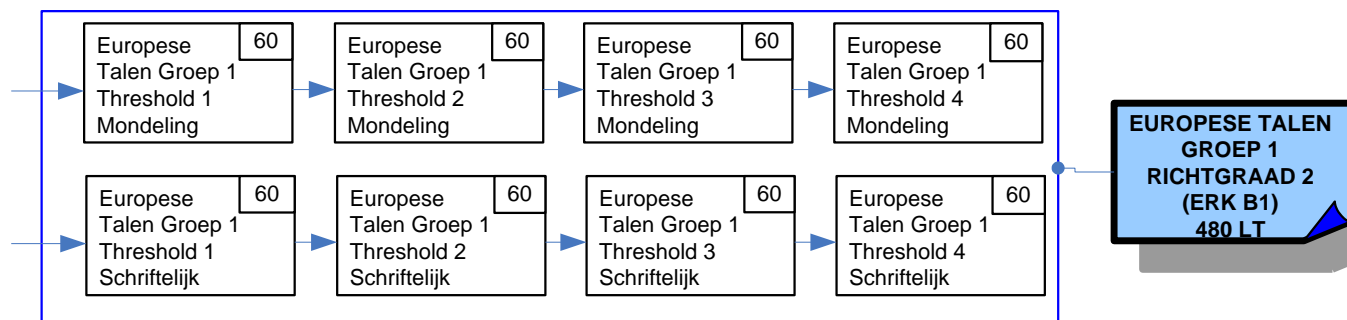 Europese
Talen Groep 1
Threshold 1
Mondeling
60
Europese
Talen Groep 1
Threshold 2
Mondeling
60
Europese
Talen Groep 1
Threshold 3
Mondeling
60
Europese
Talen Groep 1
Threshold 4
Mondeling
60
Europese
Talen Groep 1
Threshold 1
Schriftelijk
60
Europese
Talen Groep 1
Threshold 2
Schriftelijk
60
Europese
Talen Groep 1
Threshold 3
Schriftelijk
60
Europese
Talen Groep 1
Threshold 4
Schriftelijk
60
EUROPESE TALEN
GROEP 1
RICHTGRAAD 2
(ERK B1)
480 LT